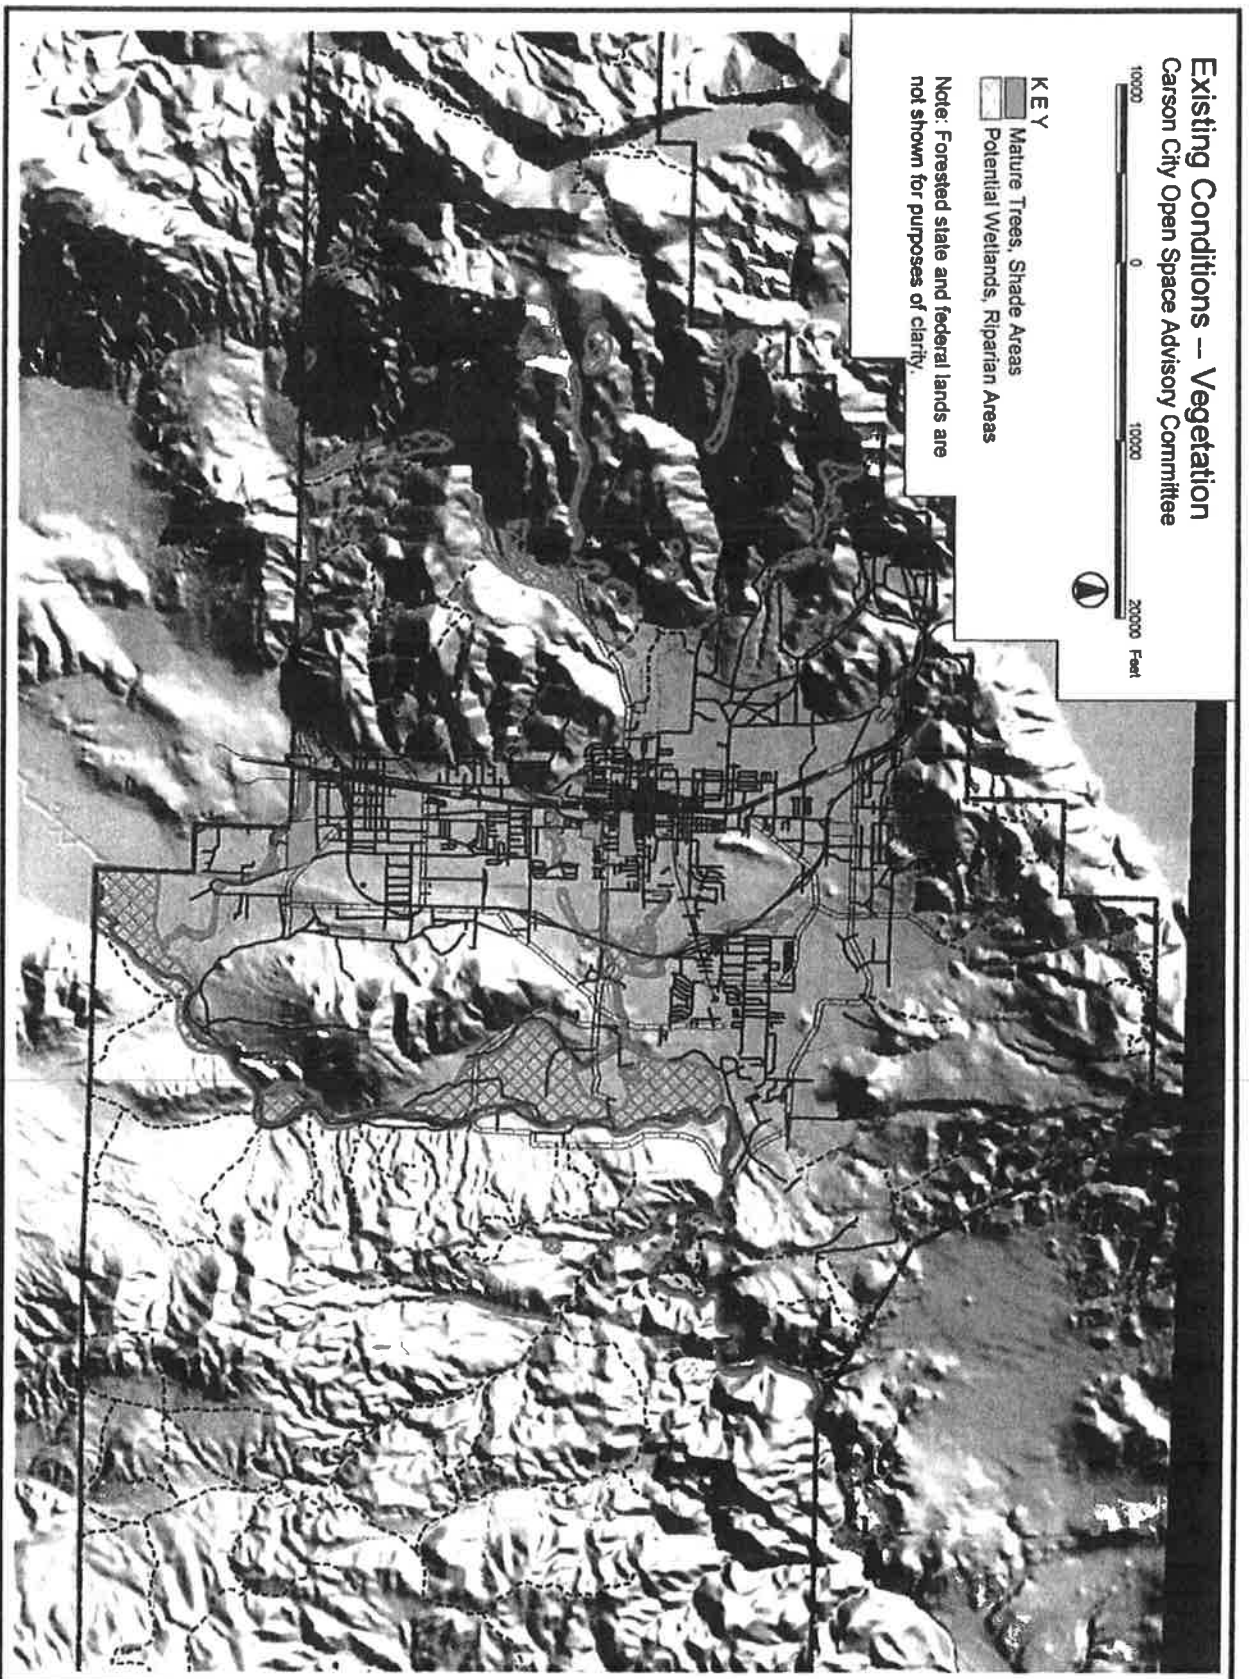 Existing Conditions -- Vegetation
Carson City Open Space Advisory Committee
10000 0 10000 20000 Feet
KEY
Mature Trees, Shade Areas
Potential Wetlands, Riparian Areas
Note: Forested state and federal lands are
not shown for purposes of clarity.